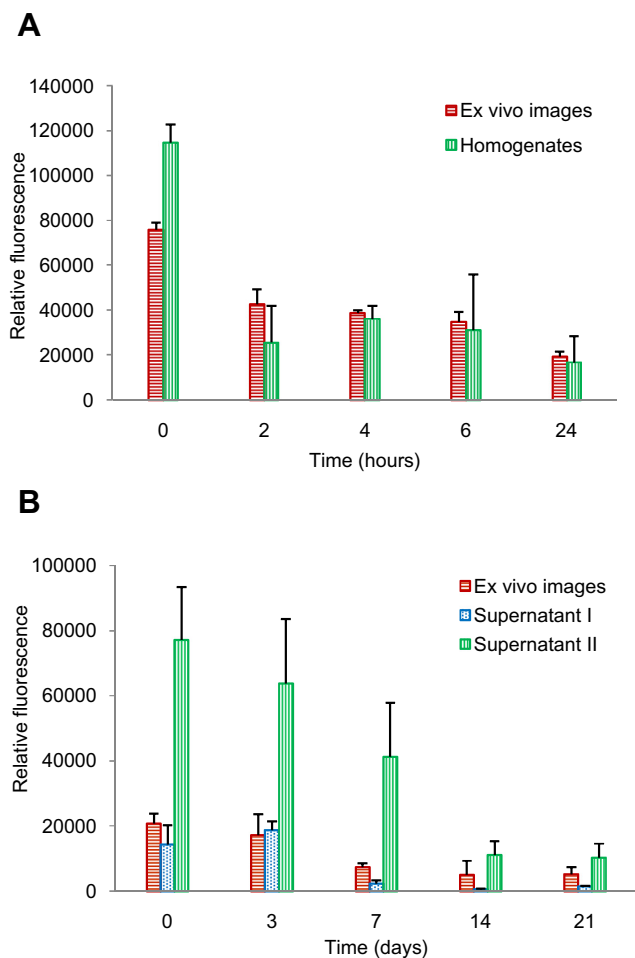 A
140000
120000
100000
80000
60000
40000
20000
0
Relative fluorescence
Ex vivo images
Homogenates
0 2 4 6 24
Time (hours)
B
100000
80000
60000
40000
20000
0
Relative fluorescence
Ex vivo images
Supernatant I
Supernatant II
0 3 7 14 21
Time (days)